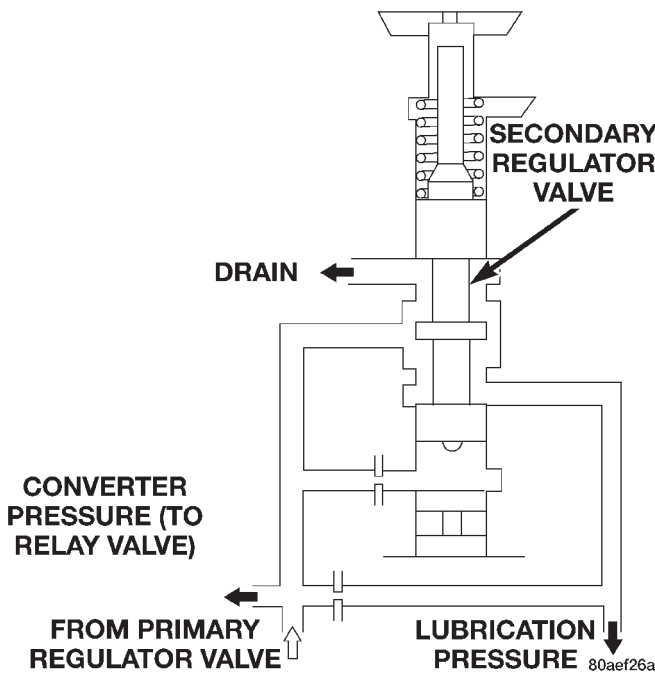 SECONDARY
REGULATOR
VALVE
DRAIN
CONVERTER
PRESSURE (TO
RELAY VALVE)
FROM PRIMARY
REGULATOR VALVE
LUBRICATION
PRESSURE
80aef26a